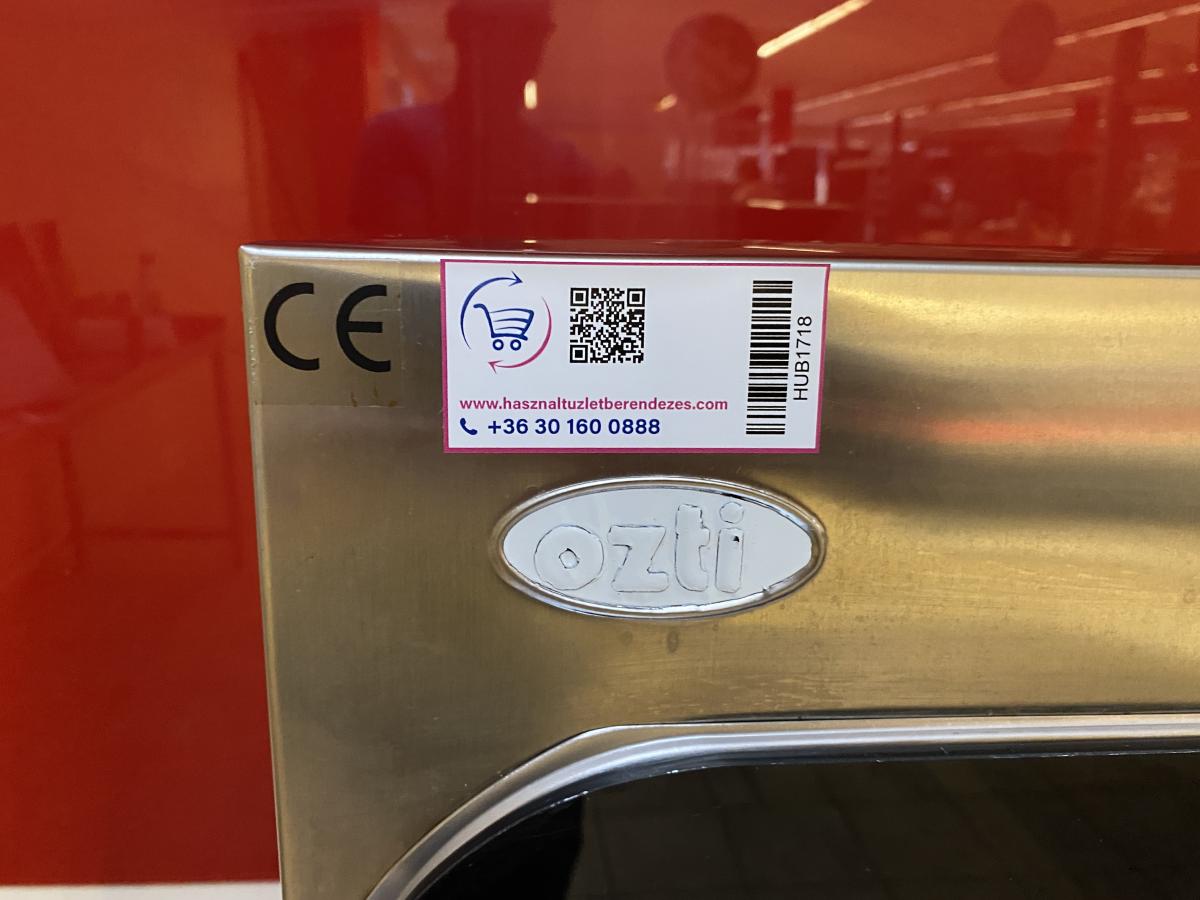 CE
www.hasznaltuzletberendezes.com
+36 30 160 0888
HUB1718
ozti